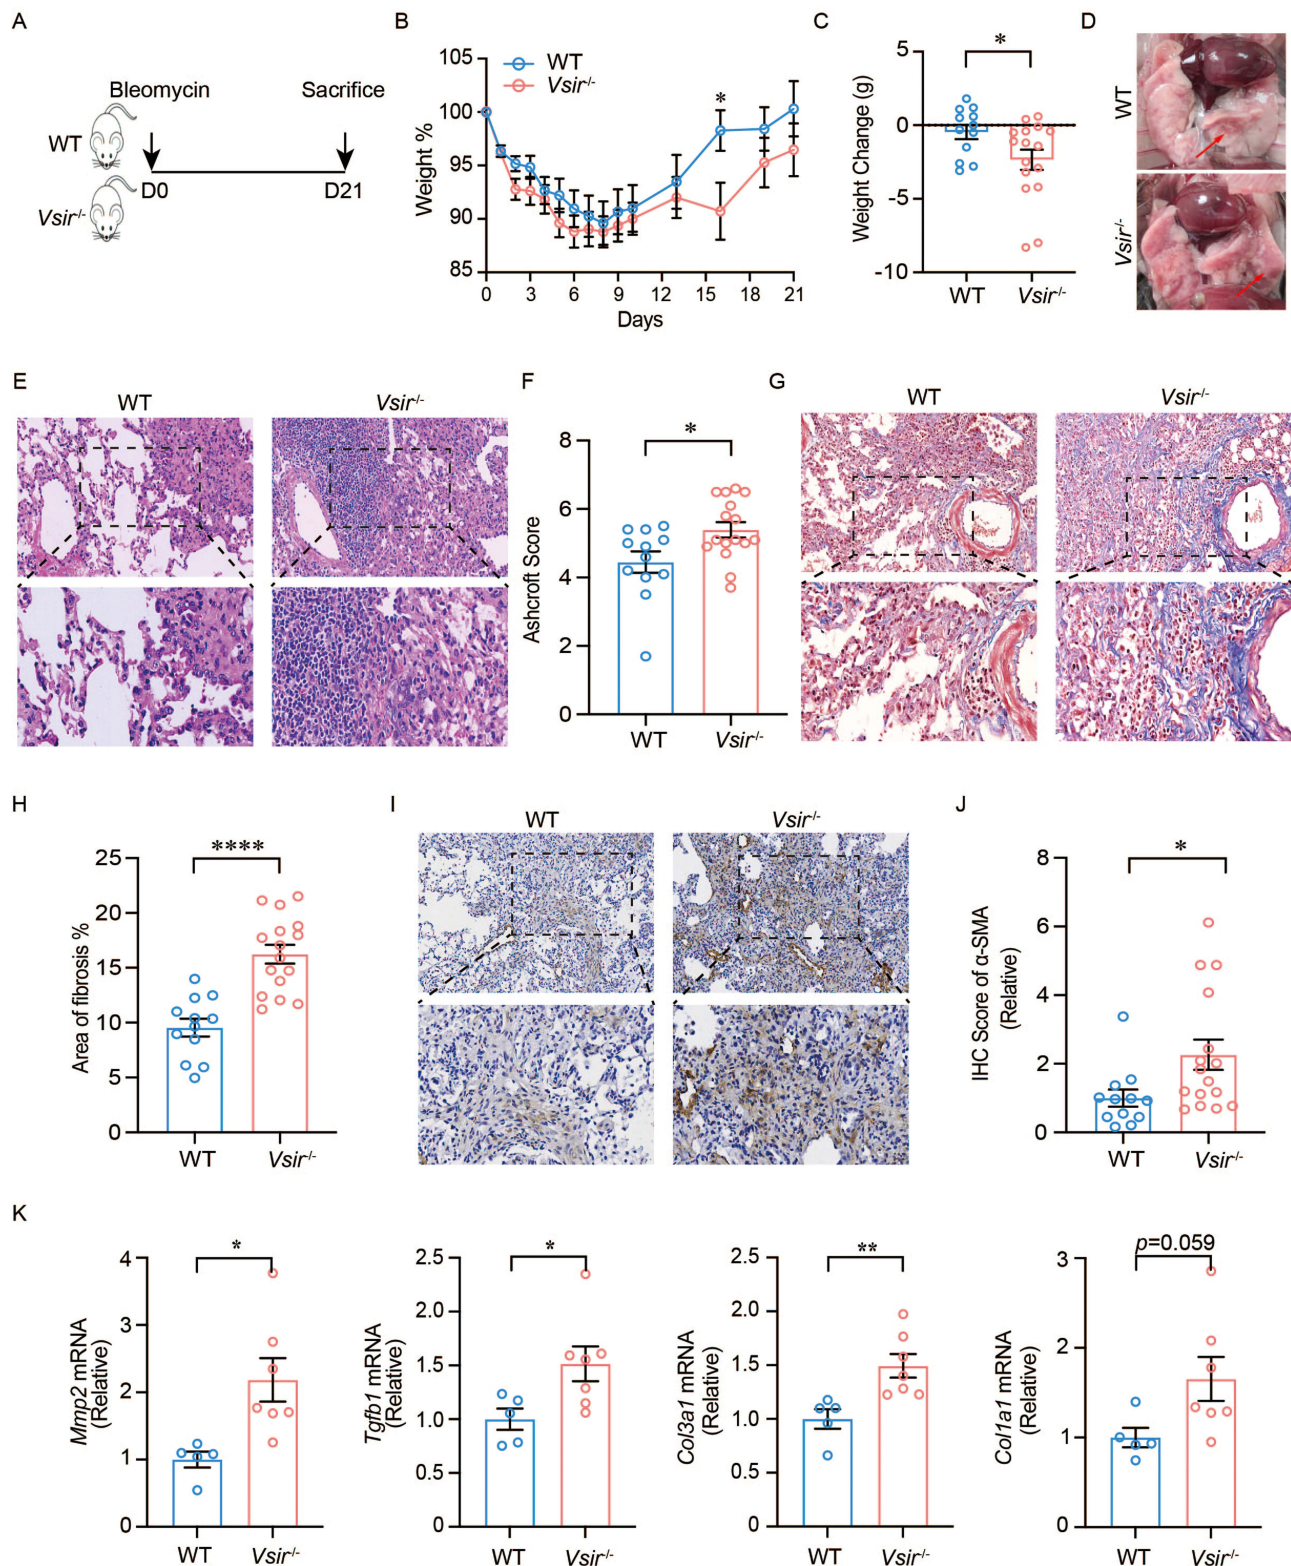 A
Bleomycin
Sacrifice
WT
Vsir-/-
D0
D21
B
WT
Vsir-/-
*
Weight %
105
100
95
90
85
0
3
6
9
12
15
18
21
Days
C
*
Weight Change (g)
5
0
-5
-10
WT
Vsir-/-
D
WT
Vsir-/-
E
WT
Vsir-/-
F
*
Ashcroft Score
8
6
4
2
0
WT
Vsir-/-
G
WT
Vsir-/-
H
****
Area of fibrosis %
25
20
15
10
5
0
WT
Vsir-/-
I
WT
Vsir-/-
J
*
IHC Score of α-SMA
(Relative)
8
6
4
2
0
WT
Vsir-/-
K
*
Mmp2 mRNA
(Relative)
4
3
2
1
0
WT
Vsir-/-
*
Tgfb1 mRNA
(Relative)
2.5
2.0
1.5
1.0
0.5
0
WT
Vsir-/-
**
Col3a1 mRNA
(Relative)
2.5
2.0
1.5
1.0
0.5
0
WT
Vsir-/-
p=0.059
Col1a1 mRNA
(Relative)
3
2
1
0
WT
Vsir-/-